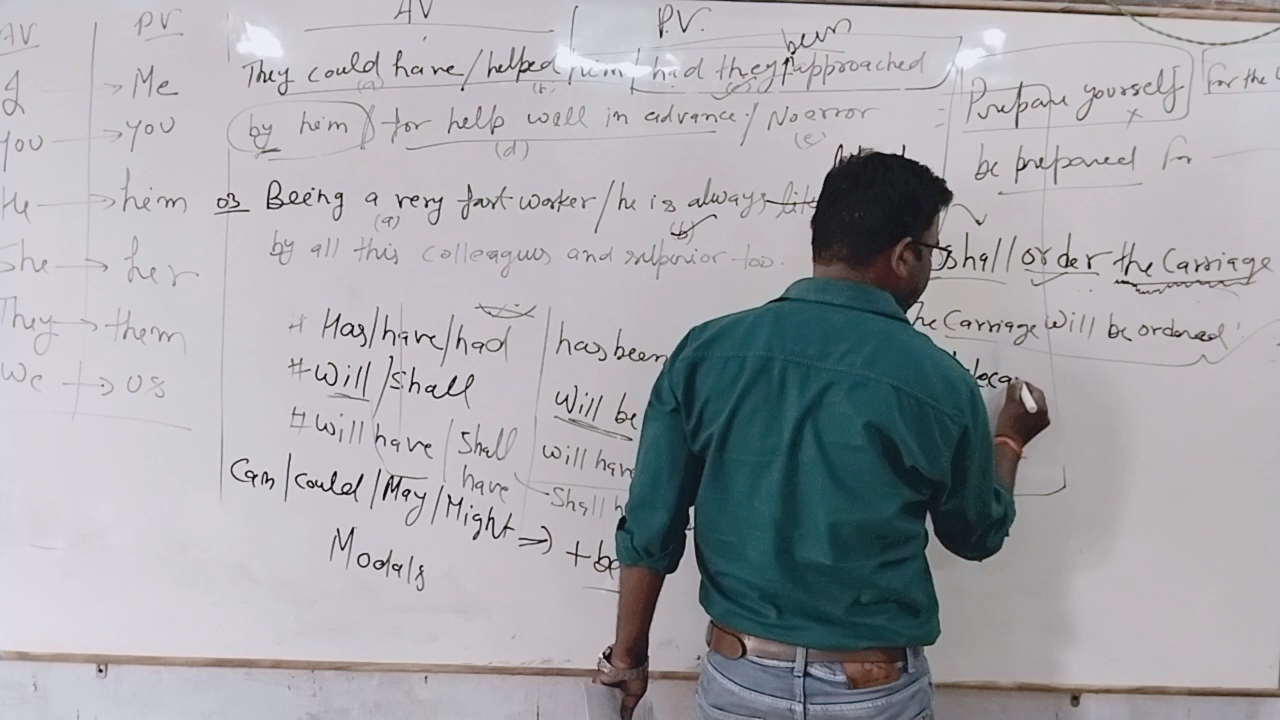 AV PV
I → Me
You → you
He → him
She → her
They → them
We → us
AV P.V.
They could have / helped / him / had they been approached
(a) (b) (c)
by him / for help well in advance / No error
(d) (e)
03 Being a very fast worker / he is always
(a) (b)
by all this colleagues and superior too.
# Has/have/had has been
# Will/shall Will be
# Will have / Shall have will have
Shall
Can/could/May/Might ⇒ + be
Modals
Prepare yourself for the
x
be prepared for
shall order the Carriage
The Carriage will be ordered